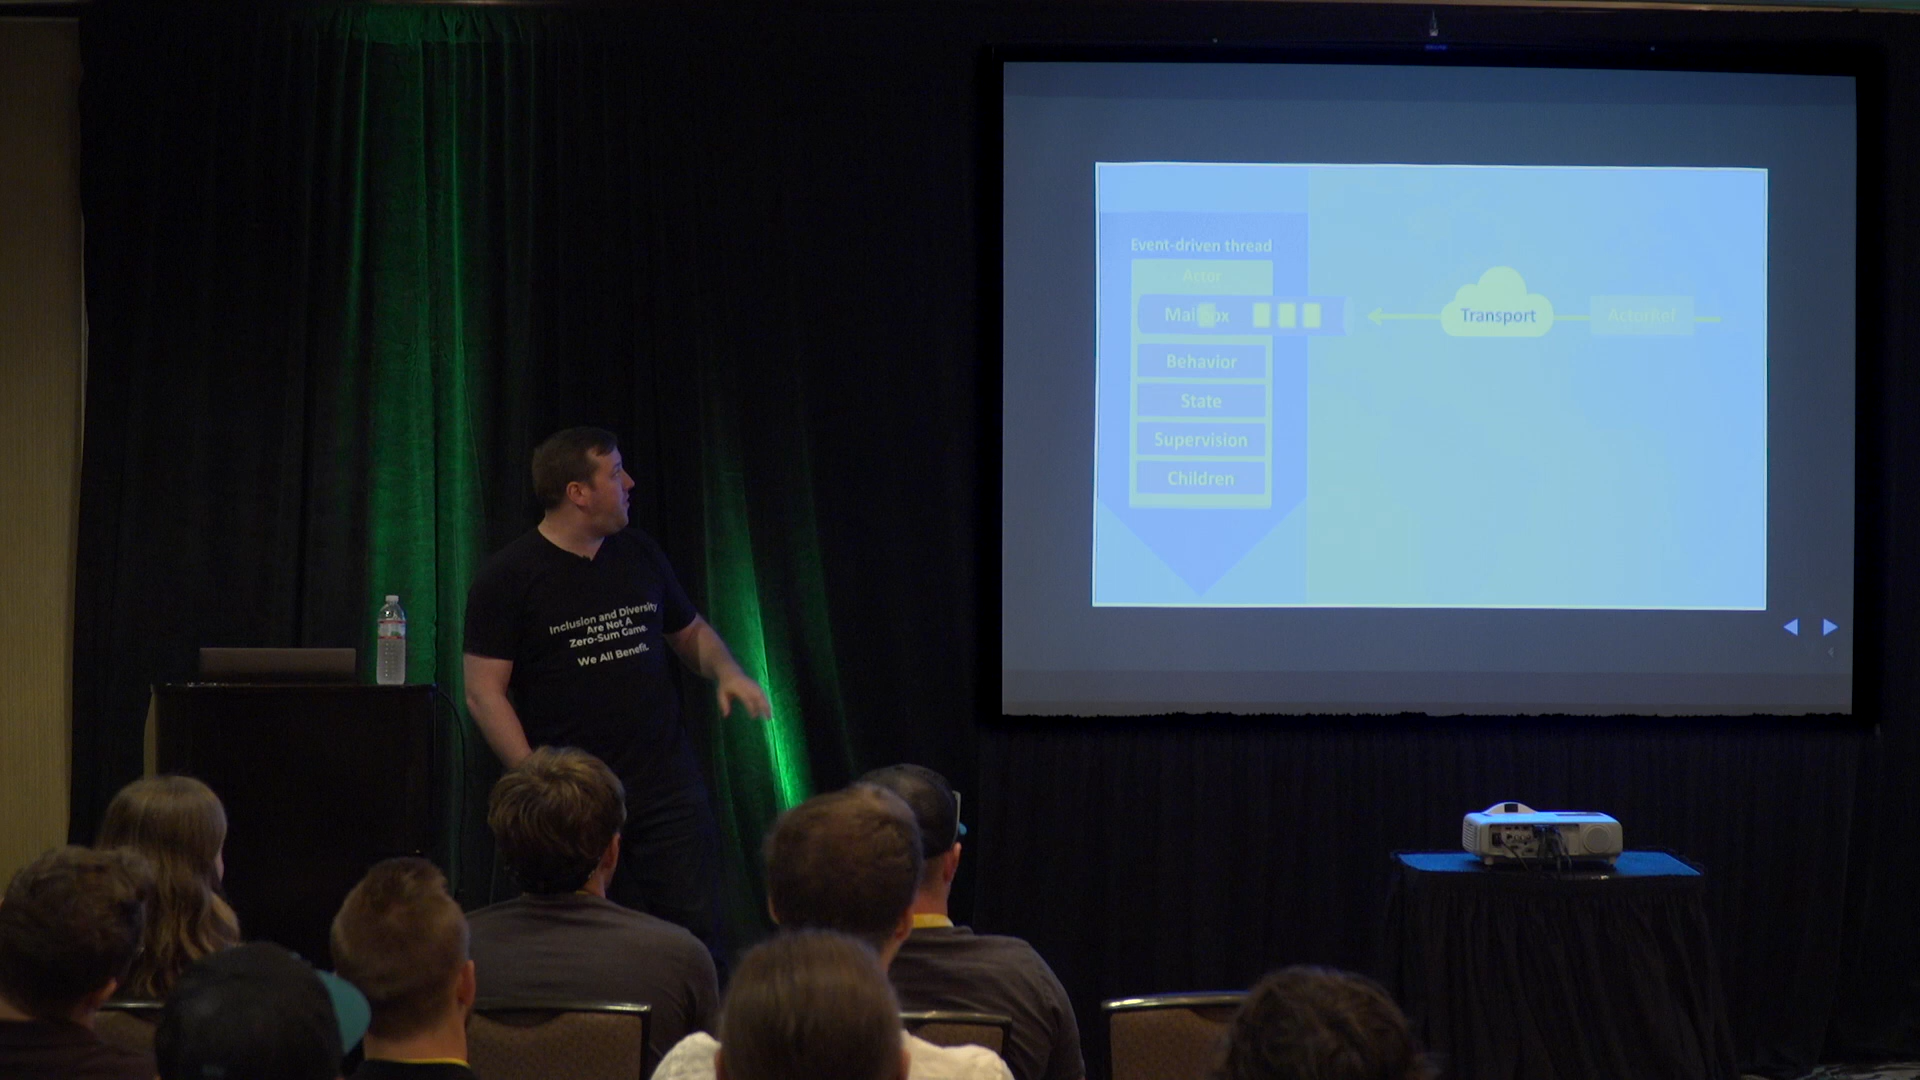 Event-driven thread
Actor
Mailbox
Behavior
State
Supervision
Children
Transport
ActorRef
Inclusion and Diversity
Are Not A
Zero-Sum Game.
We All Benefit.